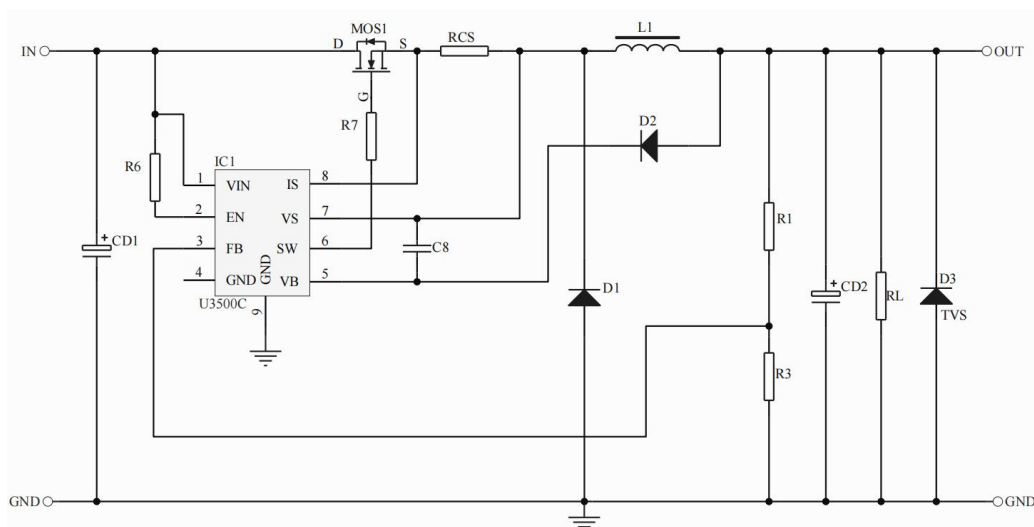 IN
D
MOS1
S
RCS
L1
OUT
G
R7
D2
R6
IC1
1
VIN
IS
8
2
EN
VS
7
R1
3
FB
SW
6
C8
CD1
+
4
GND
GND
VB
5
U3500C
9
D1
+
CD2
RL
D3
TVS
R3
GND
GND